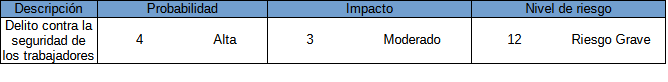 Descripción Probabilidad Impacto Nivel de riesgo
Delito contra la
seguridad de 4 Alta 3 Moderado 12 Riesgo Grave
los trabajadores